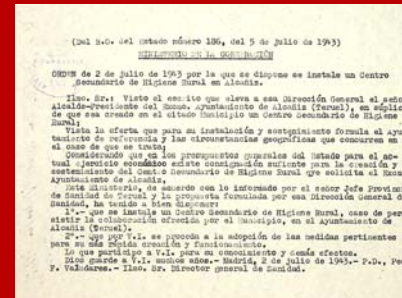 (Del B.O. del Estado número 186, del 5 de julio de 1943)
MINISTERIO DE LA GOBERNACIÓN
ORDEN de 2 de julio de 1943 por la que se dispone se instale un Centro
Secundario de Higiene Rural en Alcañiz.
Ilmo. Sr.: Visto el escrito que eleva a esa Dirección General el señor
Alcalde-Presidente del Excmo. Ayuntamiento de Alcañiz (Teruel), en súplica
de que sea creado en el citado Municipio un Centro Secundario de Higiene
Rural;
Vista la oferta que para su instalación y sostenimiento formula el Ayun
tamiento de referencia y las circunstancias geográficas que concurren en
el caso de que se trata;
Considerando que en los presupuestos generales del Estado para el ac-
tual ejercicio económico existe consignación suficiente para la creación y
sostenimiento del Centro Secundario de Higiene Rural que solicita el Excmo
Ayuntamiento de Alcañiz,
Este Ministerio, de acuerdo con lo informado por el señor Jefe Provincial
de Sanidad de Teruel y la propuesta formulada por esa Dirección General de
Sanidad, ha tenido a bien disponer:
1º.- Que se instale un Centro Secundario de Higiene Rural, caso de per
sistir la colaboración ofrecida por el Municipio, en el Ayuntamiento de
Alcañiz (Teruel).
2º.- Que por V.I. se proceda a la adopción de las medidas pertinentes
para su más rápida creación y funcionamiento.
Lo que participo a V.I. para su conocimiento y demás efectos.
Dios guarde a V.I. muchos años.- Madrid, 2 de julio de 1943.- P.D., Pe
F. Valladares.- Ilmo. Sr. Director general de Sanidad.